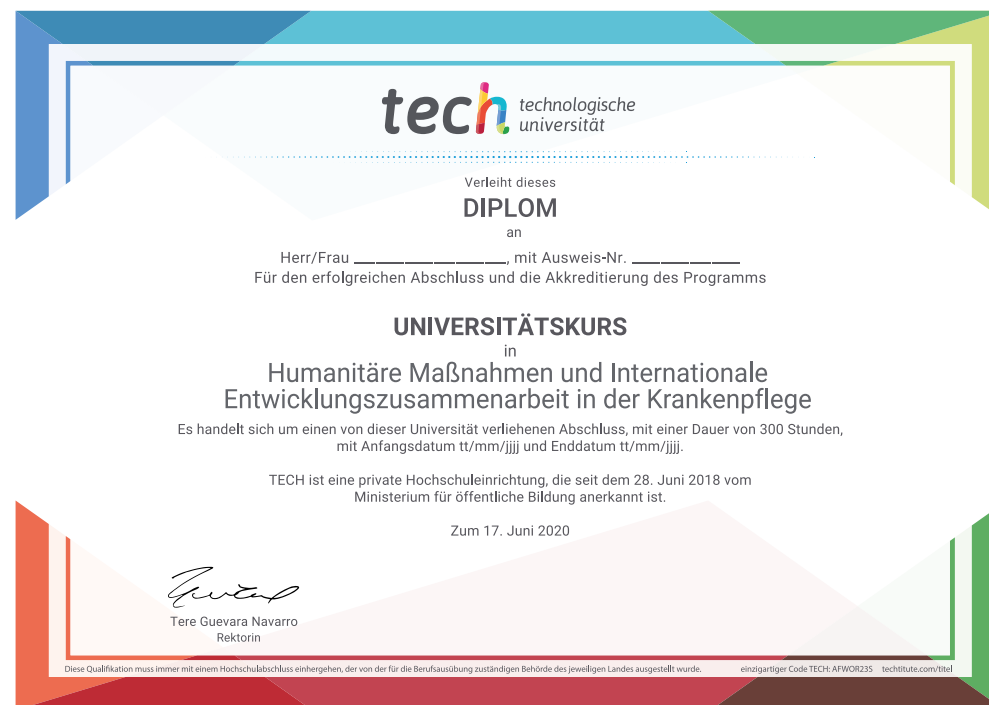 tech technologische
universität
Verleiht dieses
DIPLOM
an
Herr/Frau ____________, mit Ausweis-Nr. _________
Für den erfolgreichen Abschluss und die Akkreditierung des Programms
UNIVERSITÄTSKURS
in
Humanitäre Maßnahmen und Internationale
Entwicklungszusammenarbeit in der Krankenpflege
Es handelt sich um einen von dieser Universität verliehenen Abschluss, mit einer Dauer von 300 Stunden,
mit Anfangsdatum tt/mm/jjjj und Enddatum tt/mm/jjjj.
TECH ist eine private Hochschuleinrichtung, die seit dem 28. Juni 2018 vom
Ministerium für öffentliche Bildung anerkannt ist.
Zum 17. Juni 2020
Tere Guevara Navarro
Rektorin
Diese Qualifikation muss immer mit einem Hochschulabschluss einhergehen, der von der für die Berufsausübung zuständigen Behörde des jeweiligen Landes ausgestellt wurde. einzigartiger Code TECH: AFWOR23S techtitute.com/titel